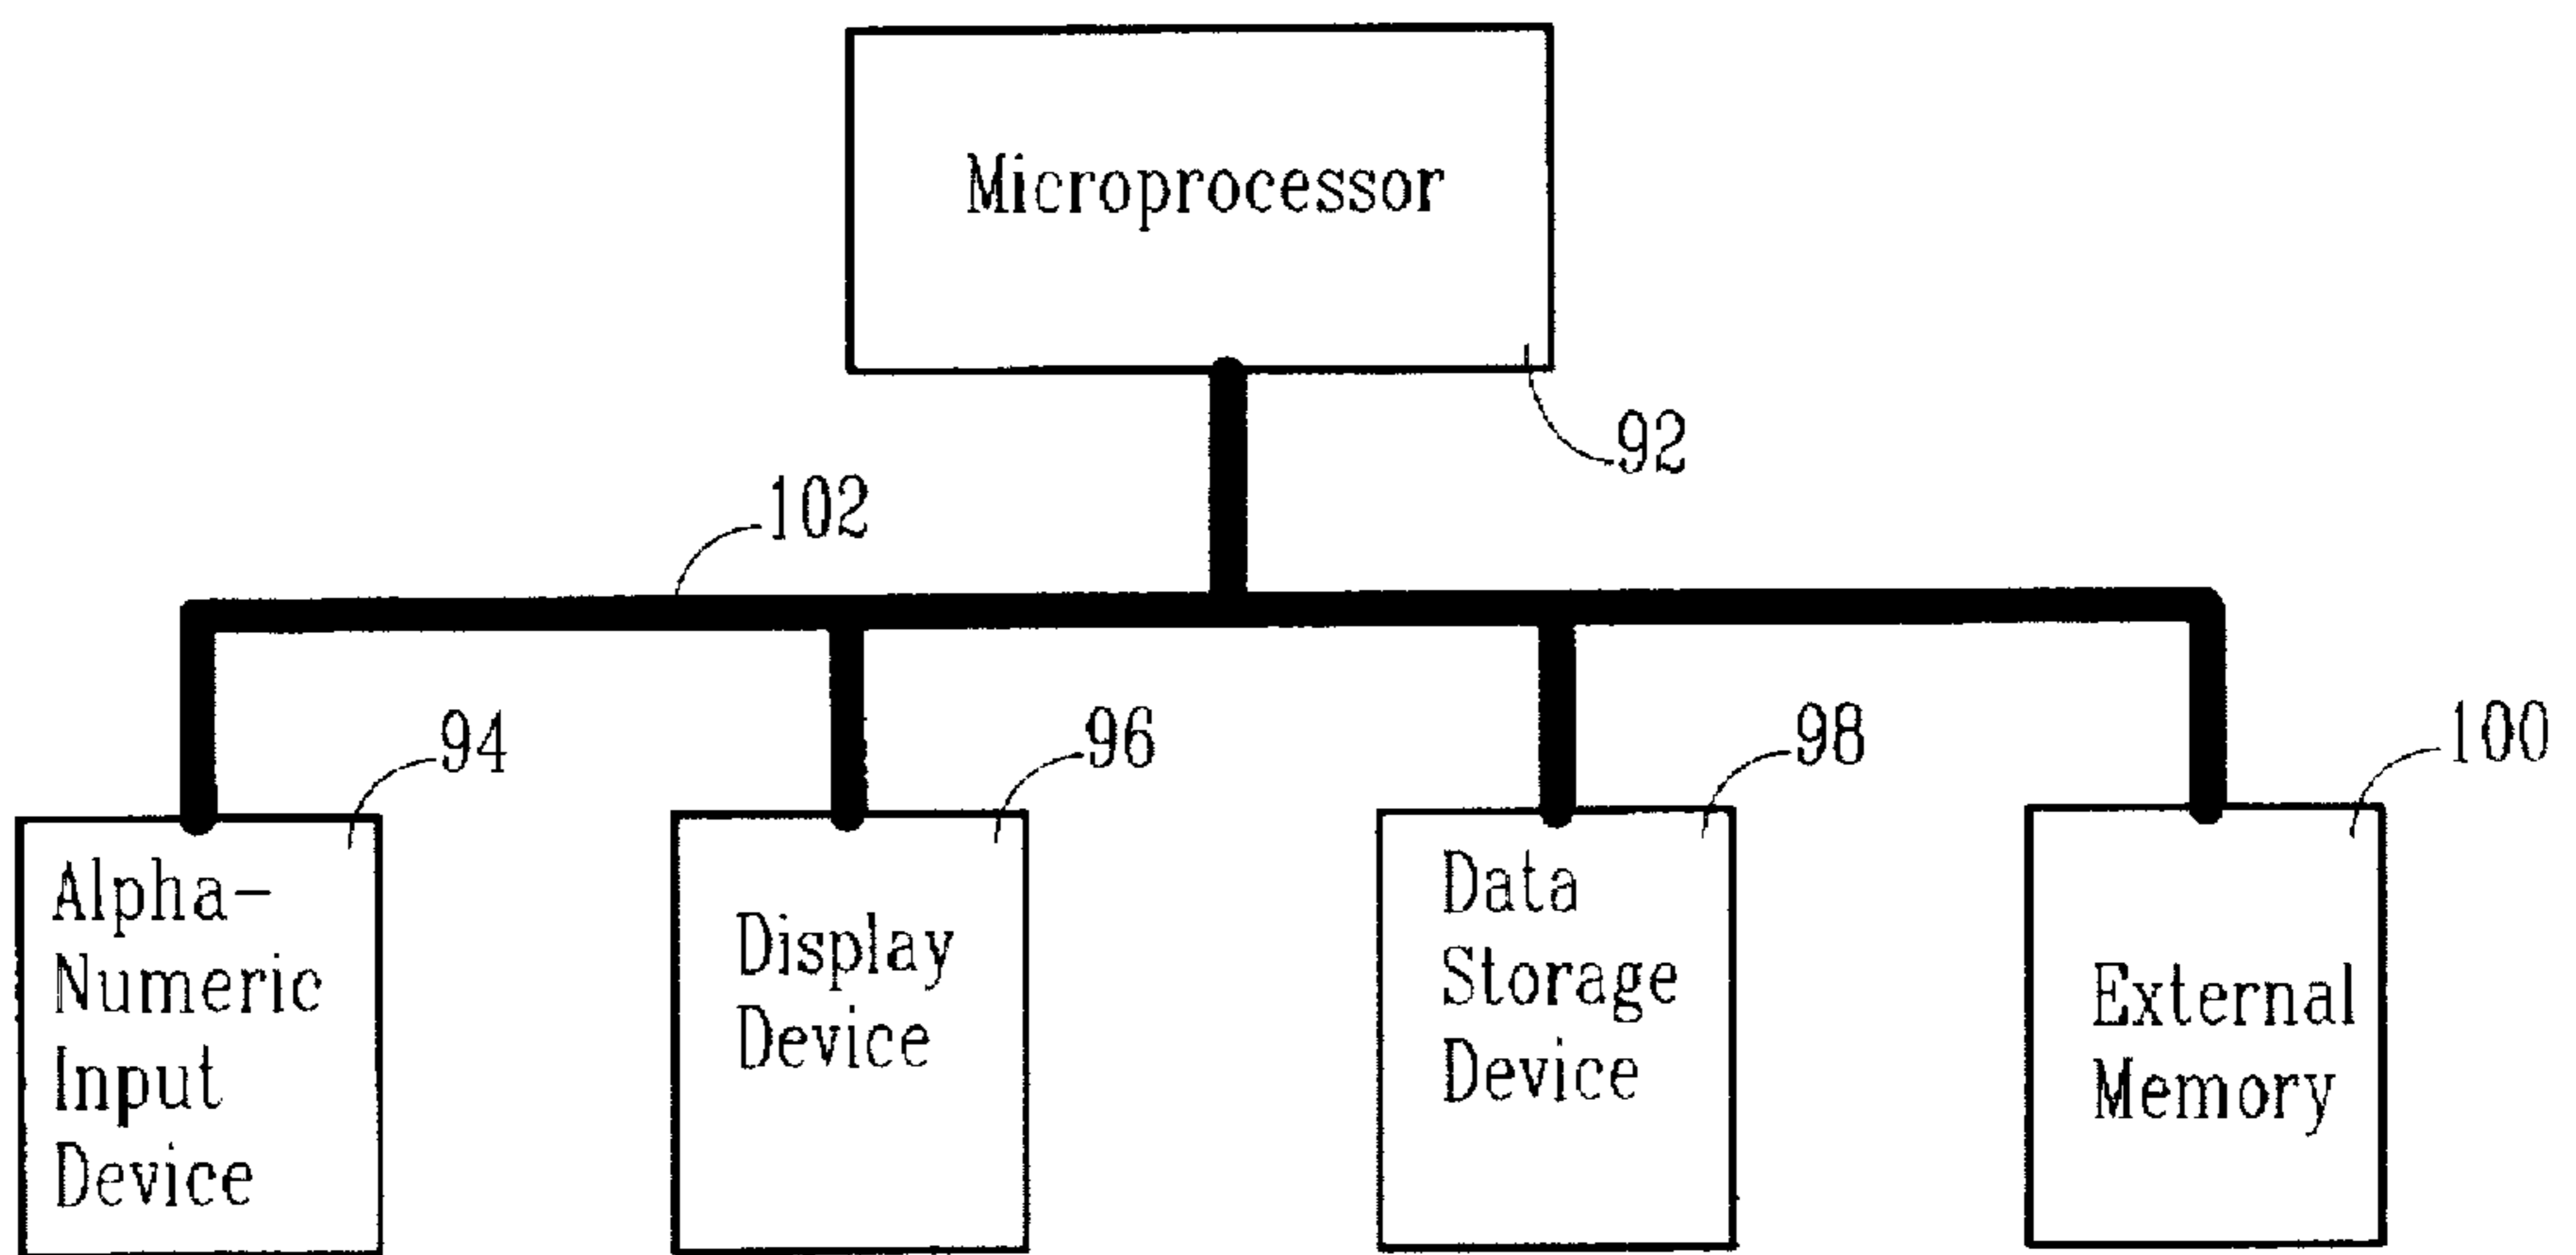 Microprocessor
92
102
94
96
98
100
Alpha-
Numeric
Input
Device
Display
Device
Data
Storage
Device
External
Memory